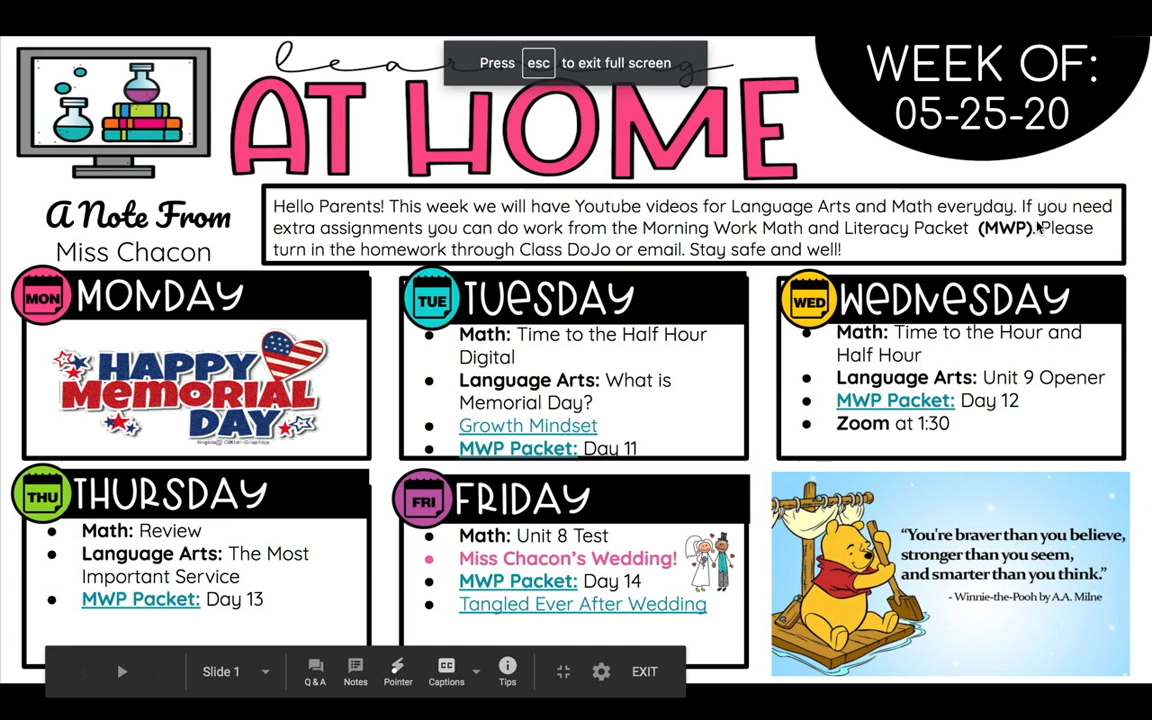 learning
Press esc to exit full screen
AT HOME
WEEK OF:
05-25-20
A Note From
Miss Chacon
Hello Parents! This week we will have Youtube videos for Language Arts and Math everyday. If you need
extra assignments you can do work from the Morning Work Math and Literacy Packet (MWP). Please
turn in the homework through Class DoJo or email. Stay safe and well!
MON
MONDAY
HAPPY
MEMORIAL
DAY
TUE
TUESDAY
Math: Time to the Half Hour
Digital
Language Arts: What is
Memorial Day?
Growth Mindset
MWP Packet: Day 11
WED
WEDNESDAY
Math: Time to the Hour and
Half Hour
Language Arts: Unit 9 Opener
MWP Packet: Day 12
Zoom at 1:30
THU
THURSDAY
Math: Review
Language Arts: The Most
Important Service
MWP Packet: Day 13
FRI
FRIDAY
Math: Unit 8 Test
Miss Chacon's Wedding!
MWP Packet: Day 14
Tangled Ever After Wedding
“You're braver than you believe,
stronger than you seem,
and smarter than you think.”
- Winnie-the-Pooh by A.A. Milne
Slide 1
Q & A
Notes
Pointer
CC
Captions
Tips
EXIT